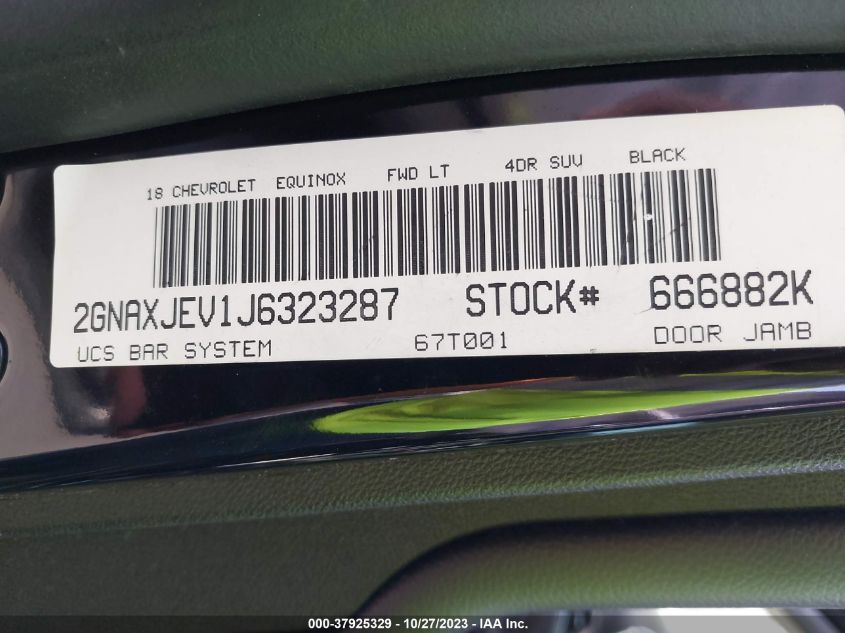 18 CHEVROLET EQUINOX FWD LT 4DR SUV BLACK
2GNAXJEV1J6323287 STOCK# 666882K
UCS BAR SYSTEM 67T001 DOOR JAMB
000-37925329 - 10/27/2023 - IAA Inc.